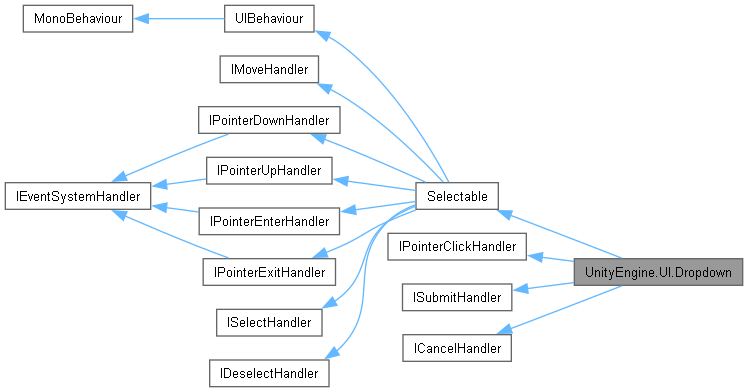 MonoBehaviour
UIBehaviour
IMoveHandler
IPointerDownHandler
IPointerUpHandler
IEventSystemHandler
Selectable
IPointerEnterHandler
IPointerClickHandler
IPointerExitHandler
UnityEngine.UI.Dropdown
ISubmitHandler
ISelectHandler
ICancelHandler
IDeselectHandler